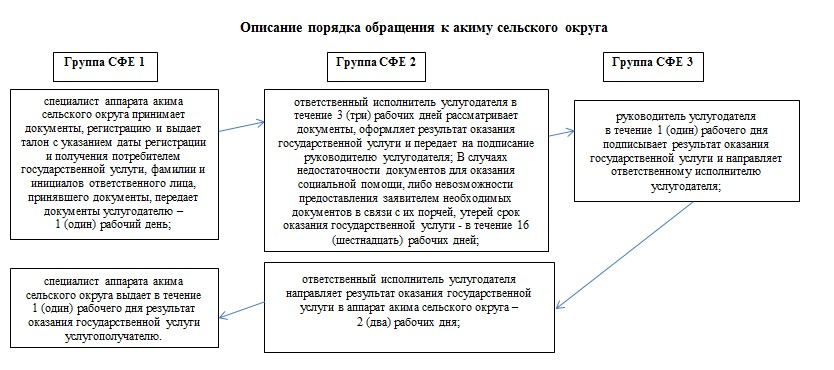 Описание порядка обращения к акиму сельского округа
Группа СФЕ 1
Группа СФЕ 2
Группа СФЕ 3
специалист аппарата акима
сельского округа принимает
документы, регистрацию и выдает
талон с указанием даты регистрации
и получения потребителем
государственной услуги, фамилии и
инициалов ответственного лица,
принявшего документы, передает
документы услугодателю –
1 (один) рабочий день;
ответственный исполнитель услугодателя в
течение 3 (три) рабочих дней рассматривает
документы, оформляет результат оказания
государственной услуги и передает на подписание
руководителю услугодателя; В случаях
недостаточности документов для оказания
социальной помощи, либо невозможности
предоставления заявителем необходимых
документов в связи с их порчей, утерей срок
оказания государственной услуги - в течение 16
(шестнадцать) рабочих дней;
руководитель услугодателя
в течение 1 (один) рабочего дня
подписывает результат оказания
государственной услуги и направляет
ответственному исполнителю
услугодателя;
специалист аппарата акима
сельского округа выдает в течение
1 (один) рабочего дня результат
оказания государственной услуги
услугополучателю.
ответственный исполнитель услугодателя
направляет результат оказания государственной
услуги в аппарат акима сельского округа –
2 (два) рабочих дня;